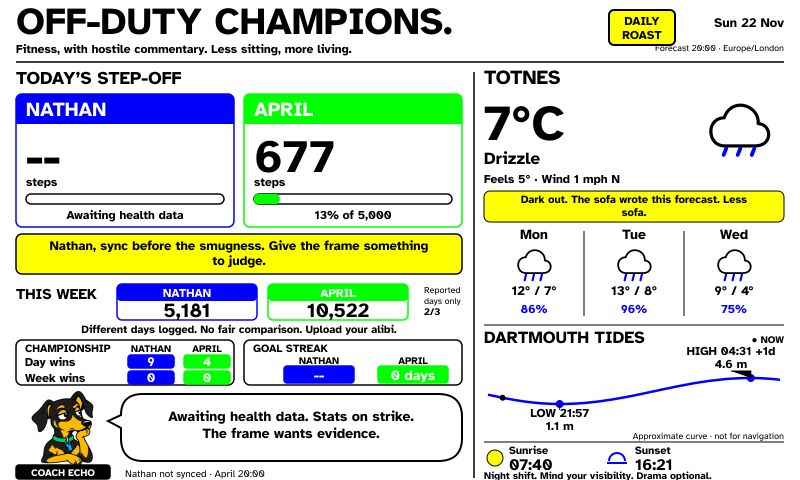 OFF-DUTY CHAMPIONS.
Fitness, with hostile commentary. Less sitting, more living.
DAILY
ROAST
Sun 22 Nov
Forecast 20:00 · Europe/London
TODAY'S STEP-OFF
NATHAN
--
steps
Awaiting health data
APRIL
677
steps
13% of 5,000
Nathan, sync before the smugness. Give the frame something
to judge.
THIS WEEK
NATHAN
5,181
APRIL
10,522
Reported
days only
2/3
Different days logged. No fair comparison. Upload your alibi.
CHAMPIONSHIP NATHAN APRIL
Day wins 9 4
Week wins 0 0
GOAL STREAK
NATHAN APRIL
-- 0 days
Awaiting health data. Stats on strike.
The frame wants evidence.
COACH ECHO
Nathan not synced · April 20:00
TOTNES
7°C
Drizzle
Feels 5° · Wind 1 mph N
Dark out. The sofa wrote this forecast. Less
sofa.
Mon Tue Wed
12° / 7° 13° / 8° 9° / 4°
86% 96% 75%
DARTMOUTH TIDES
• NOW
HIGH 04:31 +1d
4.6 m
LOW 21:57
1.1 m
Approximate curve · not for navigation
Sunrise
07:40
Sunset
16:21
Night shift. Mind your visibility. Drama optional.